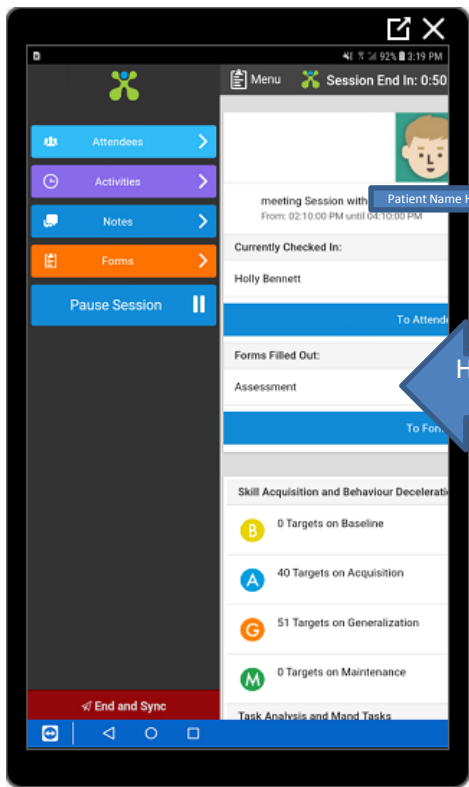 92% 3:19 PM
Menu
Session End In: 0:50
Attendees
Activities
Notes
Forms
Pause Session
End and Sync
meeting Session with
Patient Name H
From: 02:10:00 PM until 04:10:00 PM
Currently Checked In:
Holly Bennett
To Attend
Forms Filled Out:
H
Assessment
To For
Skill Acquisition and Behaviour Decelerati
B 0 Targets on Baseline
A 40 Targets on Acquisition
G 51 Targets on Generalization
M 0 Targets on Maintenance
Task Analysis and Mand Tasks